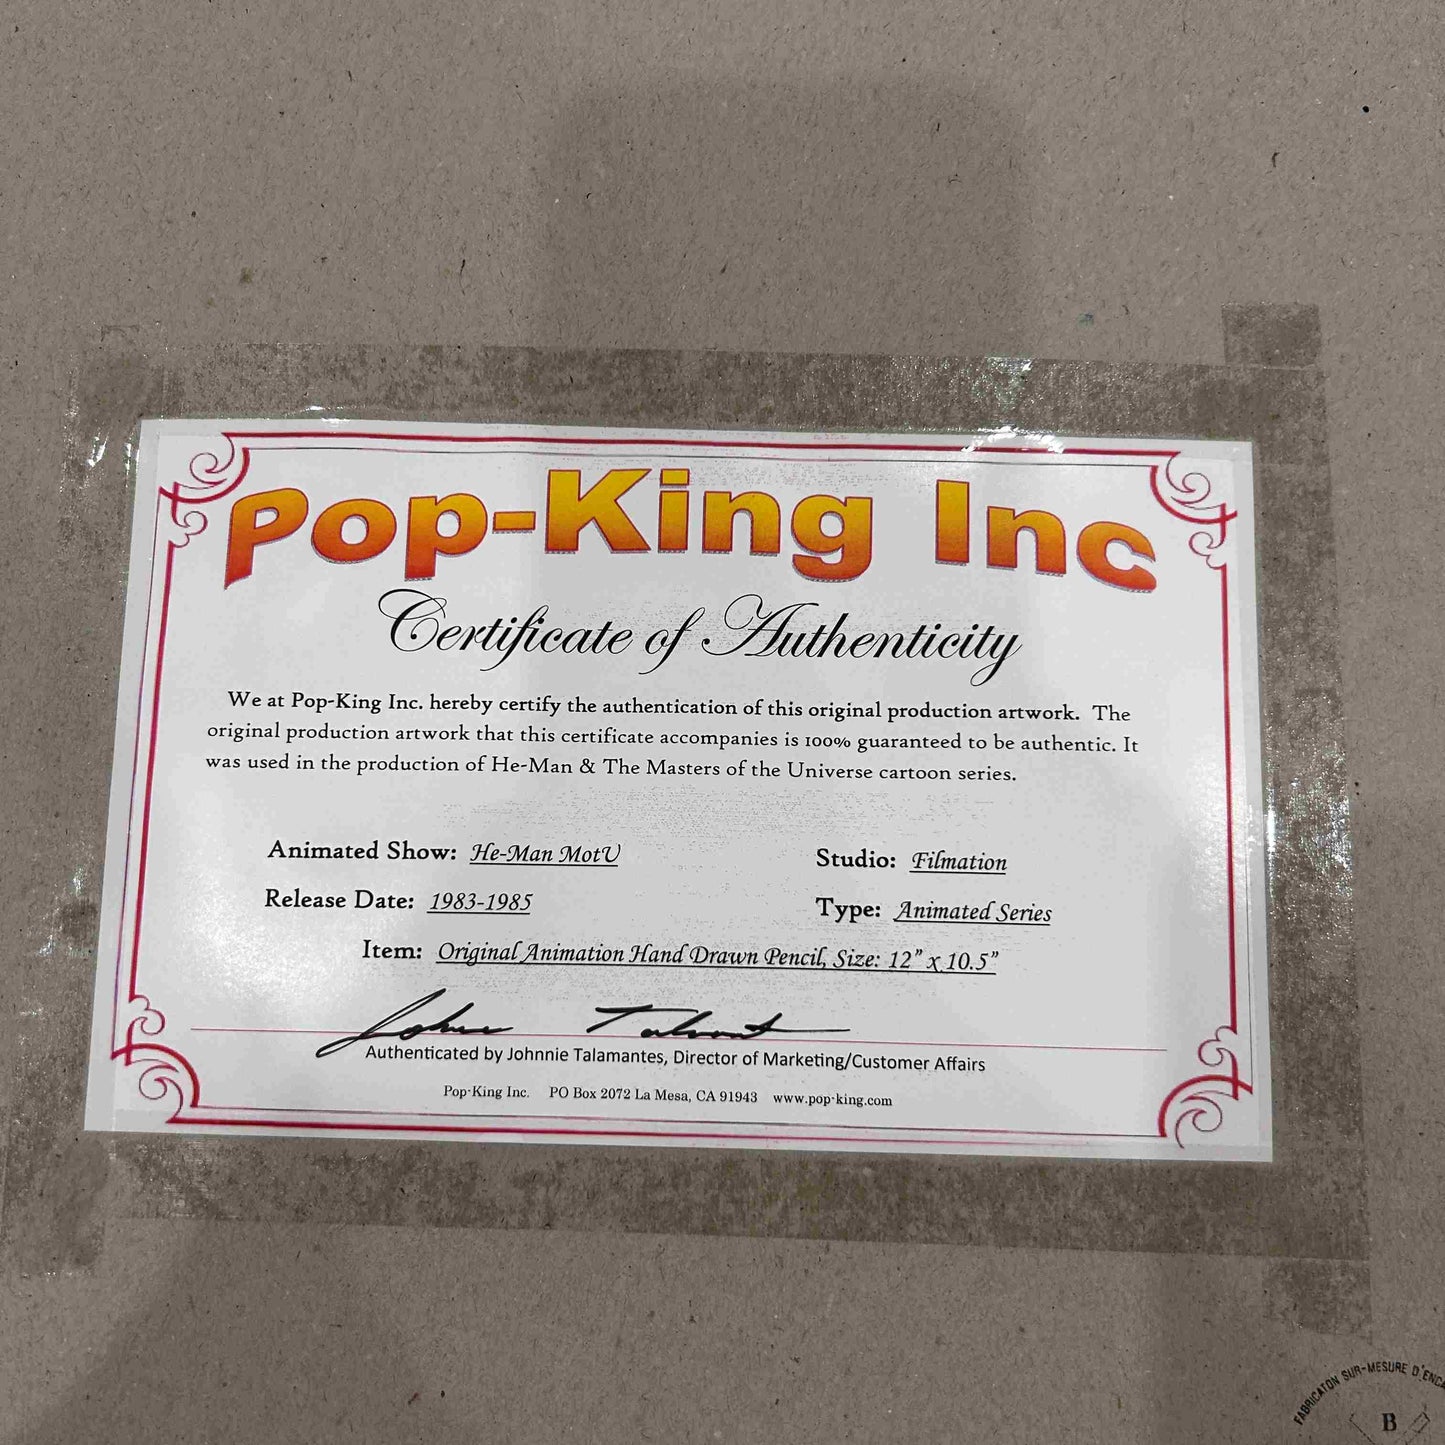 Pop-King Inc
Certificate of Authenticity
We at Pop-King Inc. hereby certify the authentication of this original production artwork. The
original production artwork that this certificate accompanies is 100% guaranteed to be authentic. It
was used in the production of He-Man & The Masters of the Universe cartoon series.
Animated Show: He-Man MotU Studio: Filmation
Release Date: 1983-1985 Type: Animated Series
Item: Original Animation Hand Drawn Pencil, Size: 12" x 10.5"
Authenticated by Johnnie Talamantes, Director of Marketing/Customer Affairs
Pop-King Inc. PO Box 2072 La Mesa, CA 91943 www.pop-king.com
FABRICATON SUR-MESURE
B